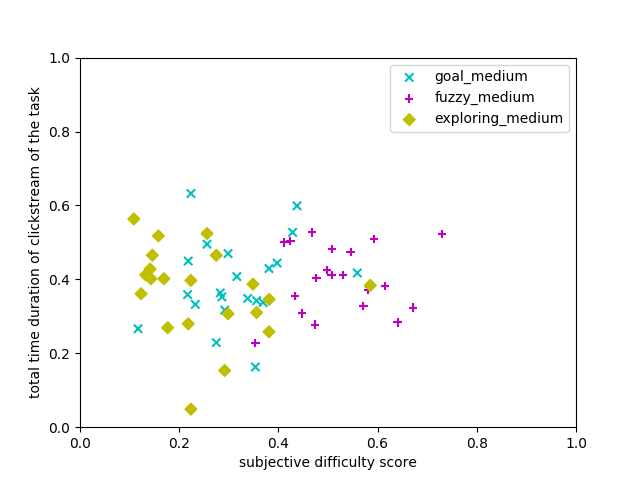 goal_medium
fuzzy_medium
exploring_medium
total time duration of clickstream of the task
1.0
0.8
0.6
0.4
0.2
0.0
0.0 0.2 0.4 0.6 0.8 1.0
subjective difficulty score